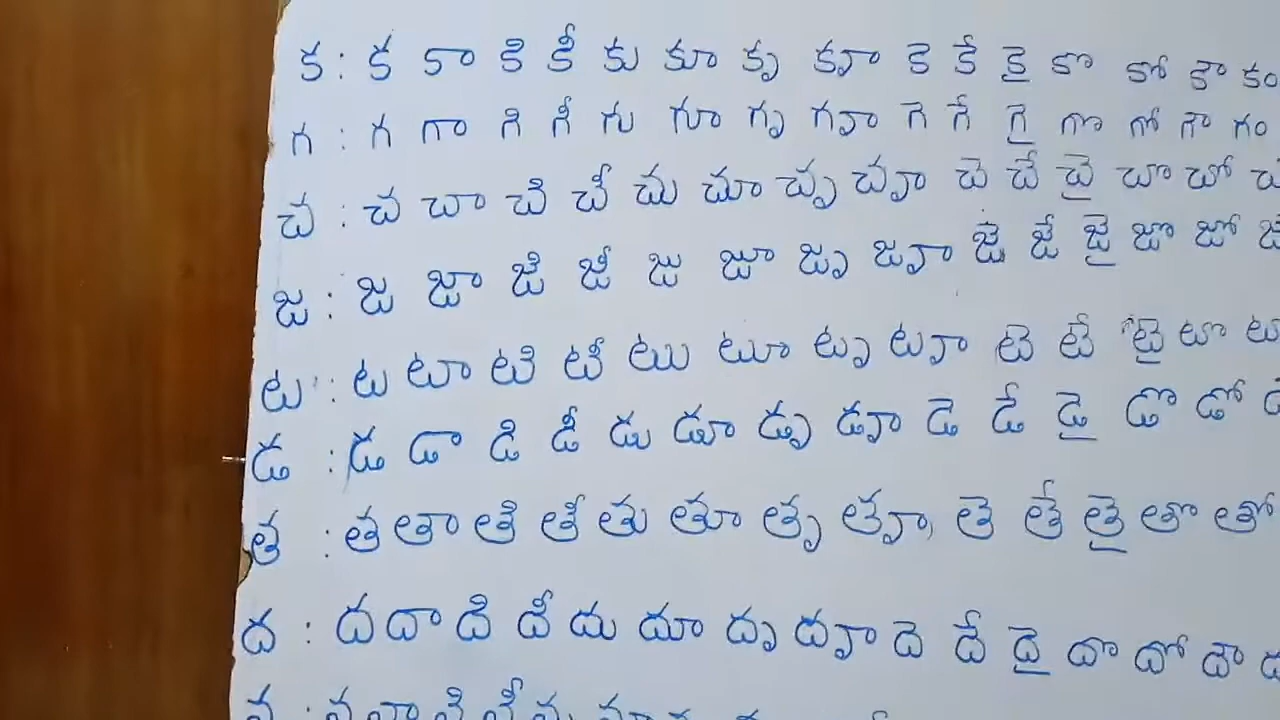 క : క కా కి కీ కు కూ కృ కౄ కె కే కై కొ కో కౌ కం
గ : గ గా గి గీ గు గూ గృ గౄ గె గే గై గొ గో గౌ గం
చ : చ చా చి చీ చు చూ చృ చౄ చె చే చై చొ చో
జ : జ జా జి జీ జు జూ జృ జౄ జె జే జై జొ జో
ట : ట టా టి టీ టు టూ టృ టౄ టె టే టై టొ
డ : డ డా డి డీ డు డూ డృ డౄ డె డే డై డొ డో
త : త తా తి తీ తు తూ తృ తౄ తె తే తై తొ తో
ద : ద దా ది దీ దు దూ దృ దౄ దె దే దై దొ దో దౌ